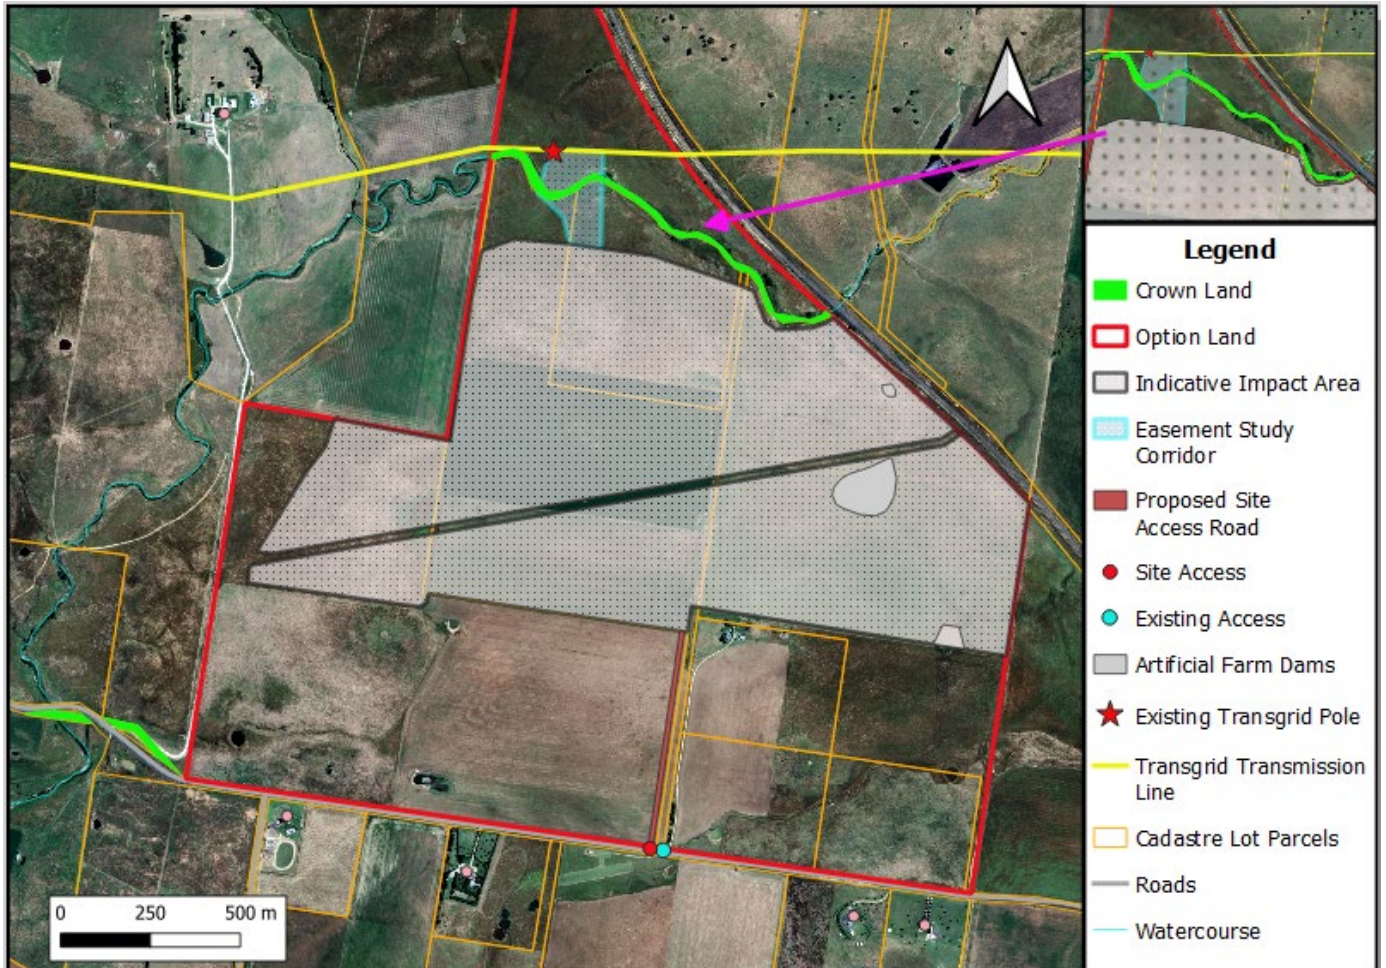 Legend
Crown Land
Option Land
Indicative Impact Area
Easement Study
Corridor
Proposed Site
Access Road
Site Access
Existing Access
Artificial Farm Dams
Existing Transgrid Pole
Transgrid Transmission
Line
Cadastre Lot Parcels
Roads
Watercourse
0 250 500 m